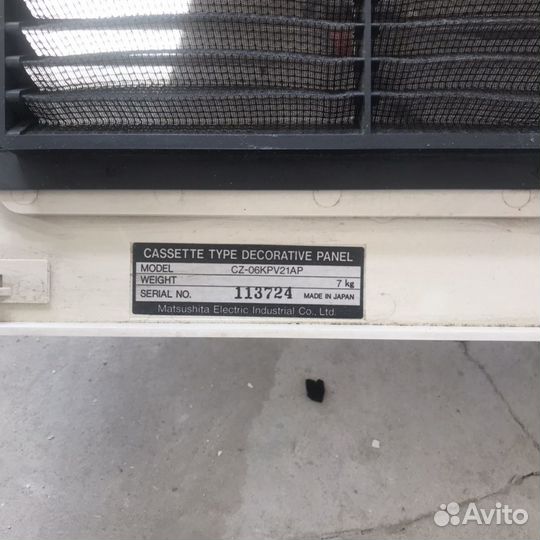 CASSETTE TYPE DECORATIVE PANEL
MODEL CZ-06KPV21AP
WEIGHT 7 kg
SERIAL NO. 113724 MADE IN JAPAN
Matsushita Electric Industrial Co., Ltd
Avito